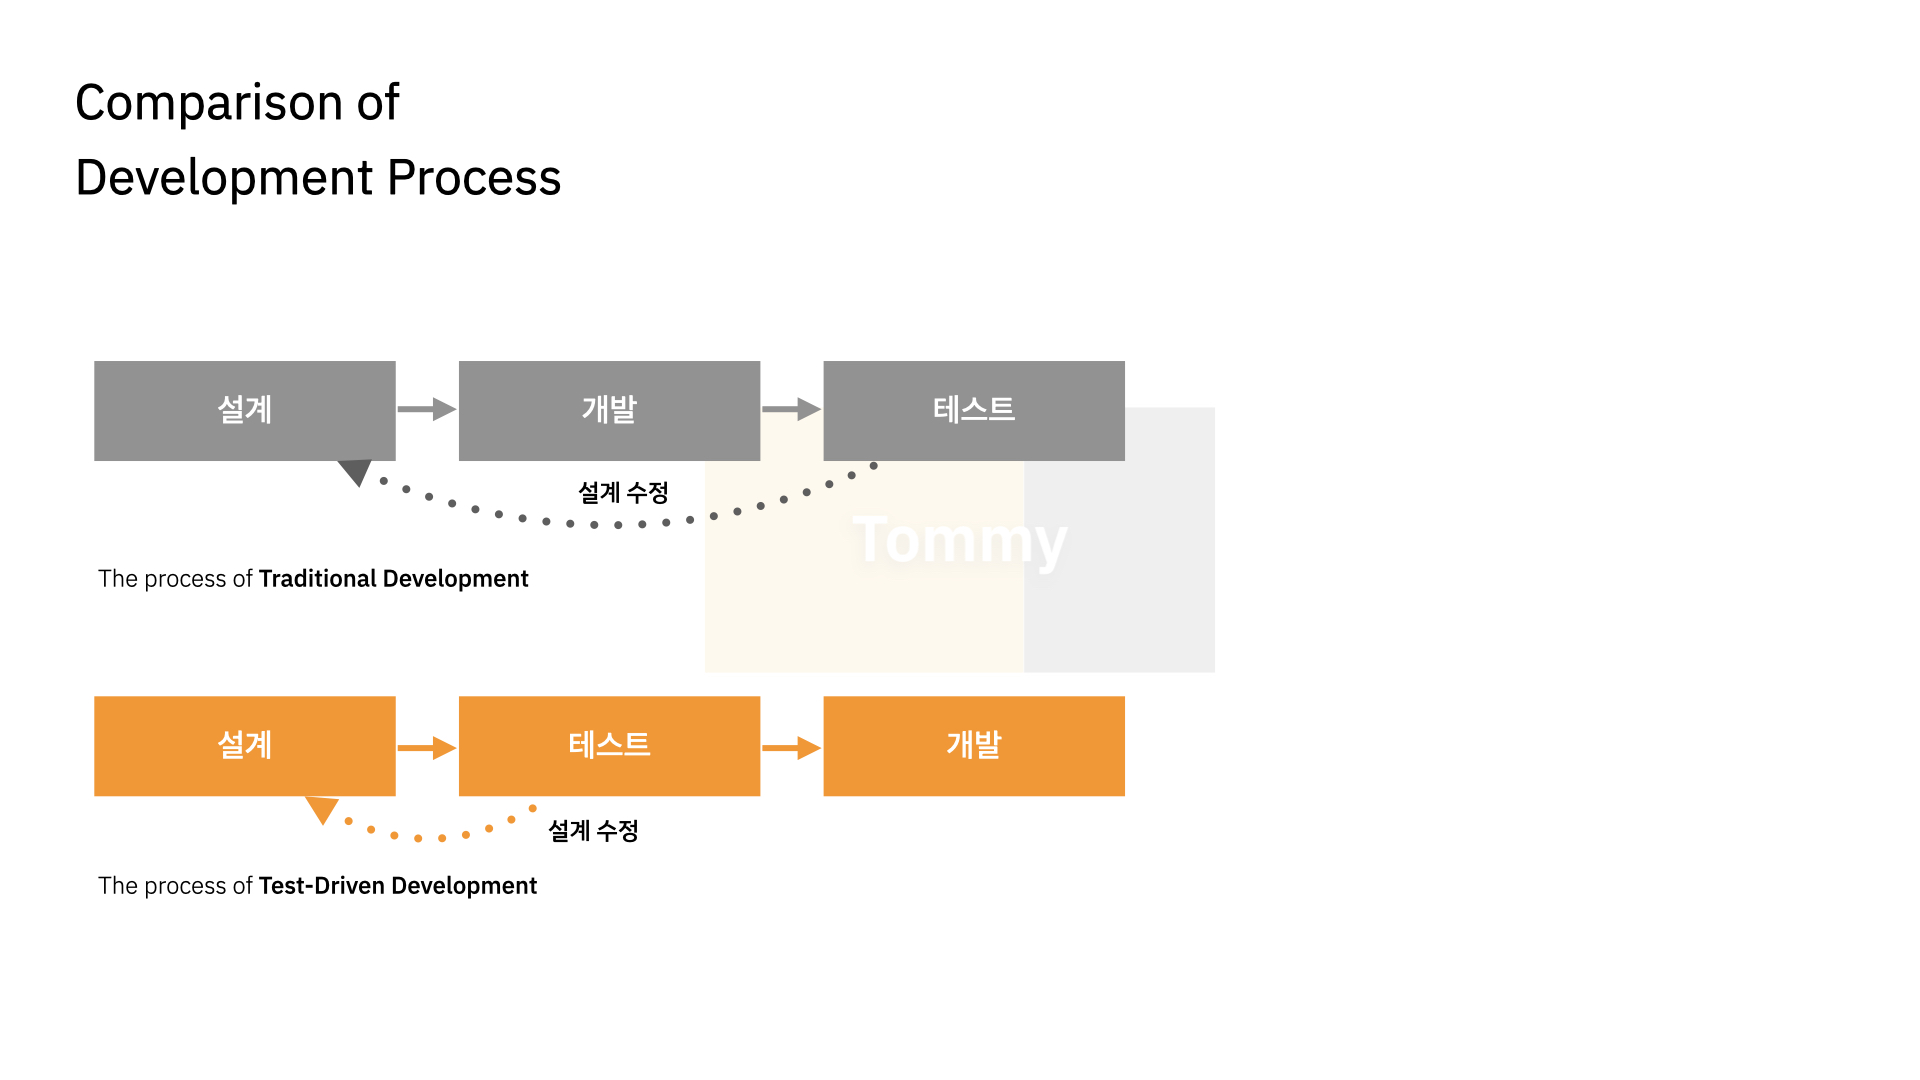 Comparison of
Development Process
설계
개발
테스트
설계 수정
Tommy
The process of Traditional Development
설계
테스트
개발
설계 수정
The process of Test-Driven Development